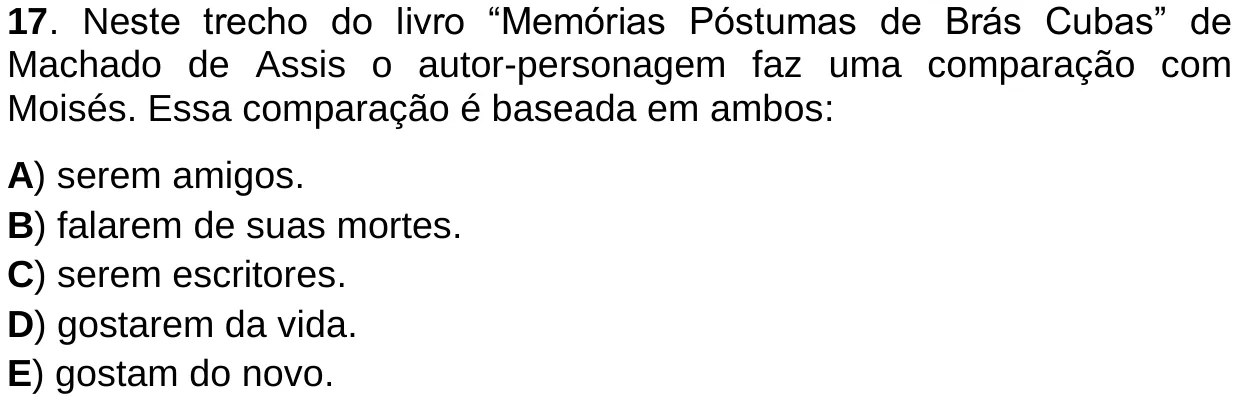 17. Neste trecho do livro “Memórias Póstumas de Brás Cubas” de
Machado de Assis o autor-personagem faz uma comparação com
Moisés. Essa comparação é baseada em ambos:
A) serem amigos.
B) falarem de suas mortes.
C) serem escritores.
D) gostarem da vida.
E) gostam do novo.